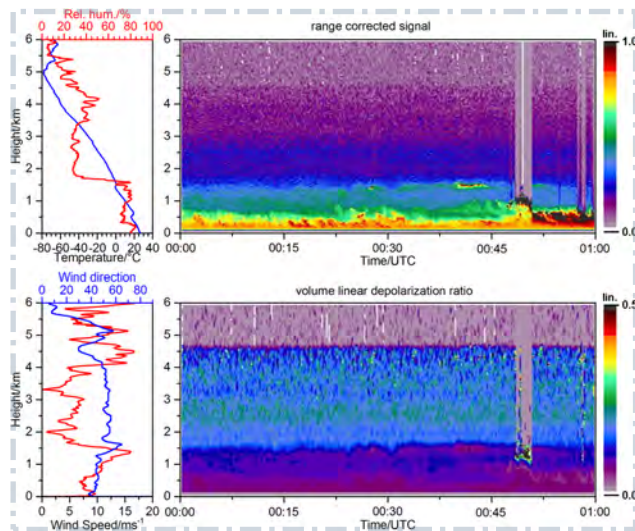 Rel. hum./%
range corrected signal
lin.
0 20 40 60 80 100
6
5
4
3
2
1
0
Height/km
6
5
4
3
2
1
0
1.0
0.0
-80 -60 -40 -20 0 20 40
Temperature/°C
00:00 00:15 00:30 00:45 01:00
Time/UTC
Wind direction
volume linear depolarization ratio
lin.
0 20 40 60 80
6
5
4
3
2
1
0
Height/km
6
5
4
3
2
1
0
0.5
0.0
0 5 10 15 20
Wind Speed/ms-1
00:00 00:15 00:30 00:45 01:00
Time/UTC